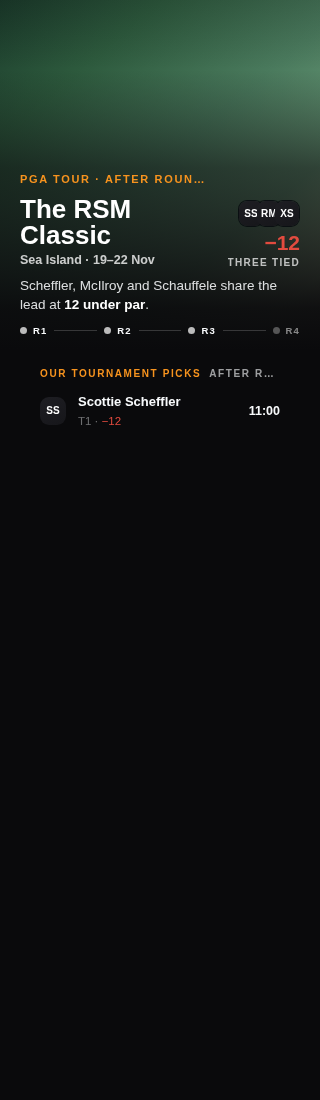 PGA TOUR · AFTER ROUN…
The RSM
Classic
SS RM XS
−12
Sea Island · 19–22 Nov
THREE TIED
Scheffler, McIlroy and Schauffele share the
lead at 12 under par.
R1 R2 R3 R4
OUR TOURNAMENT PICKS AFTER R…
SS Scottie Scheffler 11:00
T1 · −12